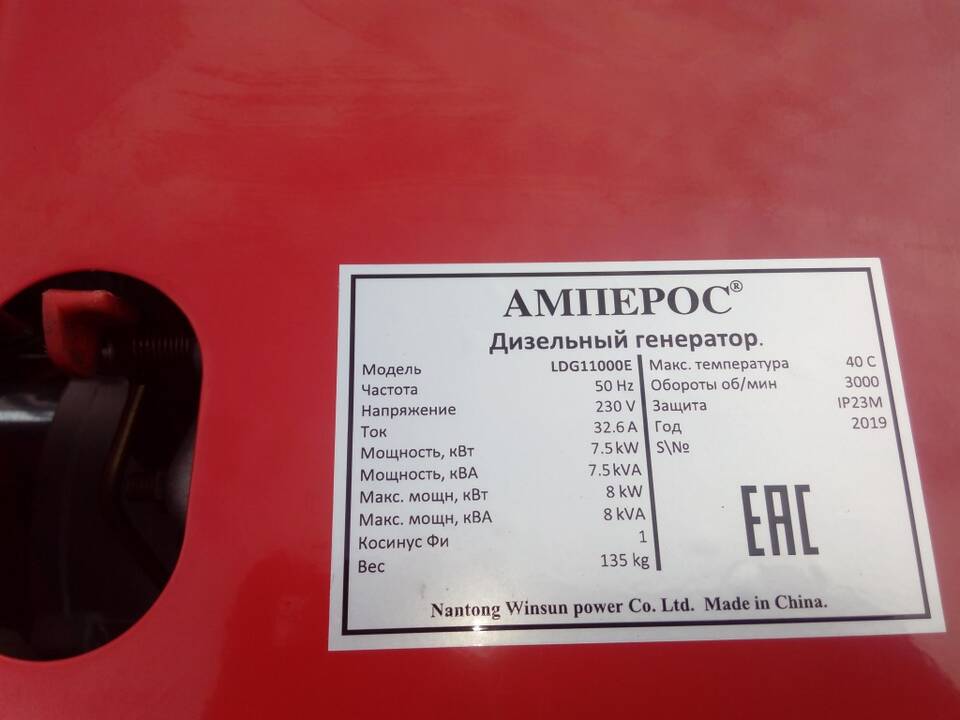 АМПЕРОС®
Дизельный генератор.
Модель LDG11000E
Частота 50 Hz
Напряжение 230 V
Ток 32.6 A
Мощность, кВт 7.5 kW
Мощность, кВА 7.5 kVA
Макс. мощн, кВт 8 kW
Макс. мощн, кВА 8 kVA
Косинус Фи 1
Вес 135 kg
Макс. температура 40 C
Обороты об/мин 3000
Защита IP23M
Год 2019
S\№
EAC
Nantong Winsun power Co. Ltd. Made in China.